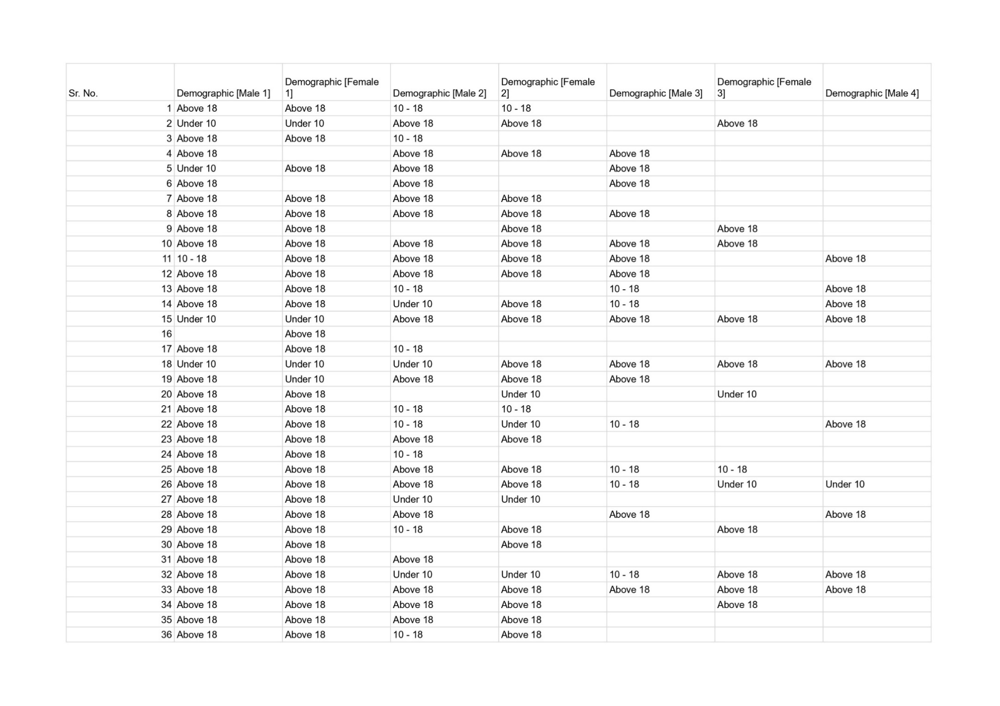 Sr. No. Demographic [Male 1] Demographic [Female 1] Demographic [Male 2] Demographic [Female 2] Demographic [Male 3] Demographic [Female 3] Demographic [Male 4]
1 Above 18 Above 18 10 - 18 10 - 18
2 Under 10 Under 10 Above 18 Above 18 Above 18
3 Above 18 Above 18 10 - 18
4 Above 18 Above 18 Above 18 Above 18
5 Under 10 Above 18 Above 18 Above 18
6 Above 18 Above 18 Above 18
7 Above 18 Above 18 Above 18 Above 18
8 Above 18 Above 18 Above 18 Above 18 Above 18
9 Above 18 Above 18 Above 18 Above 18
10 Above 18 Above 18 Above 18 Above 18 Above 18 Above 18
11 10 - 18 Above 18 Above 18 Above 18 Above 18 Above 18
12 Above 18 Above 18 Above 18 Above 18 Above 18
13 Above 18 Above 18 10 - 18 10 - 18 Above 18
14 Above 18 Above 18 Under 10 Above 18 10 - 18 Above 18
15 Under 10 Under 10 Above 18 Above 18 Above 18 Above 18 Above 18
16 Above 18
17 Above 18 Above 18 10 - 18
18 Under 10 Under 10 Under 10 Above 18 Above 18 Above 18 Above 18
19 Above 18 Under 10 Above 18 Above 18 Above 18
20 Above 18 Above 18 Under 10 Under 10
21 Above 18 Above 18 10 - 18 10 - 18
22 Above 18 Above 18 10 - 18 Under 10 10 - 18 Above 18
23 Above 18 Above 18 Above 18 Above 18
24 Above 18 Above 18 10 - 18
25 Above 18 Above 18 Above 18 Above 18 10 - 18 10 - 18
26 Above 18 Above 18 Above 18 Above 18 10 - 18 Under 10 Under 10
27 Above 18 Above 18 Under 10 Under 10
28 Above 18 Above 18 Above 18 Above 18 Above 18
29 Above 18 Above 18 10 - 18 Above 18 Above 18
30 Above 18 Above 18 Above 18
31 Above 18 Above 18 Above 18
32 Above 18 Above 18 Under 10 Under 10 10 - 18 Above 18 Above 18
33 Above 18 Above 18 Above 18 Above 18 Above 18 Above 18 Above 18
34 Above 18 Above 18 Above 18 Above 18 Above 18
35 Above 18 Above 18 Above 18 Above 18
36 Above 18 Above 18 10 - 18 Above 18